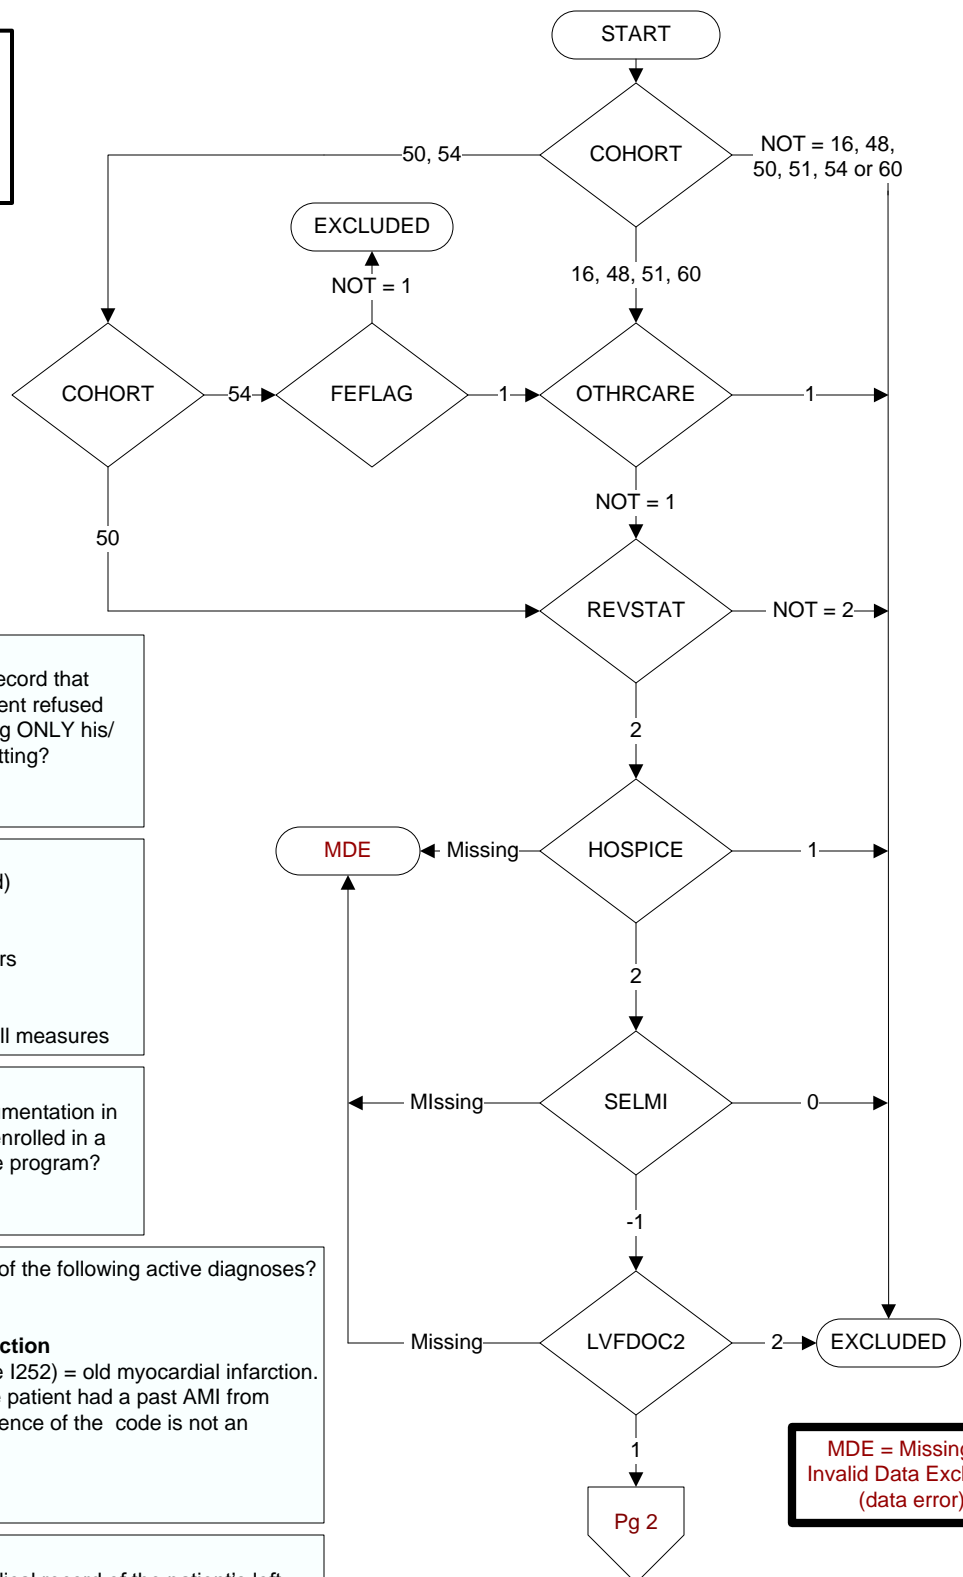 START
COHORT
50, 54
NOT = 16, 48,
50, 51, 54 or 60
EXCLUDED
NOT = 1
16, 48, 51, 60
COHORT
54
FEFLAG
1
OTHRCARE
1
NOT = 1
50
REVSTAT
NOT = 2
ecord that
ent refused
g ONLY his/
tting?
2
MDE
Missing
HOSPICE
1
)
rs
ll measures
2
mentation in
enrolled in a
e program?
MIssing
SELMI
0
-1
of the following active diagnoses?
ction
e I252) = old myocardial infarction.
e patient had a past AMI from
ence of the code is not an
Missing
LVFDOC2
2
EXCLUDED
1
MDE = Missing
Invalid Data Excl
(data error)
Pg 2